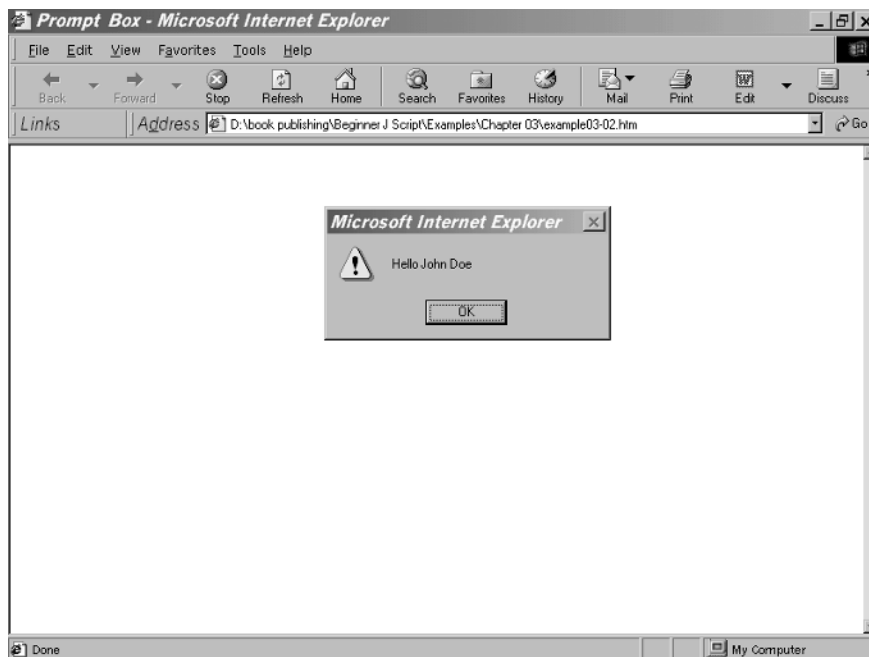 Prompt Box - Microsoft Internet Explorer
File Edit View Favorites Tools Help
Back Forward Stop Refresh Home Search Favorites History Mail Print Edit Discuss
Links Address D:\book publishing\Beginner J Script\Examples\Chapter 03\example03-02.htm Go
Microsoft Internet Explorer
Hello John Doe
OK
Done My Computer